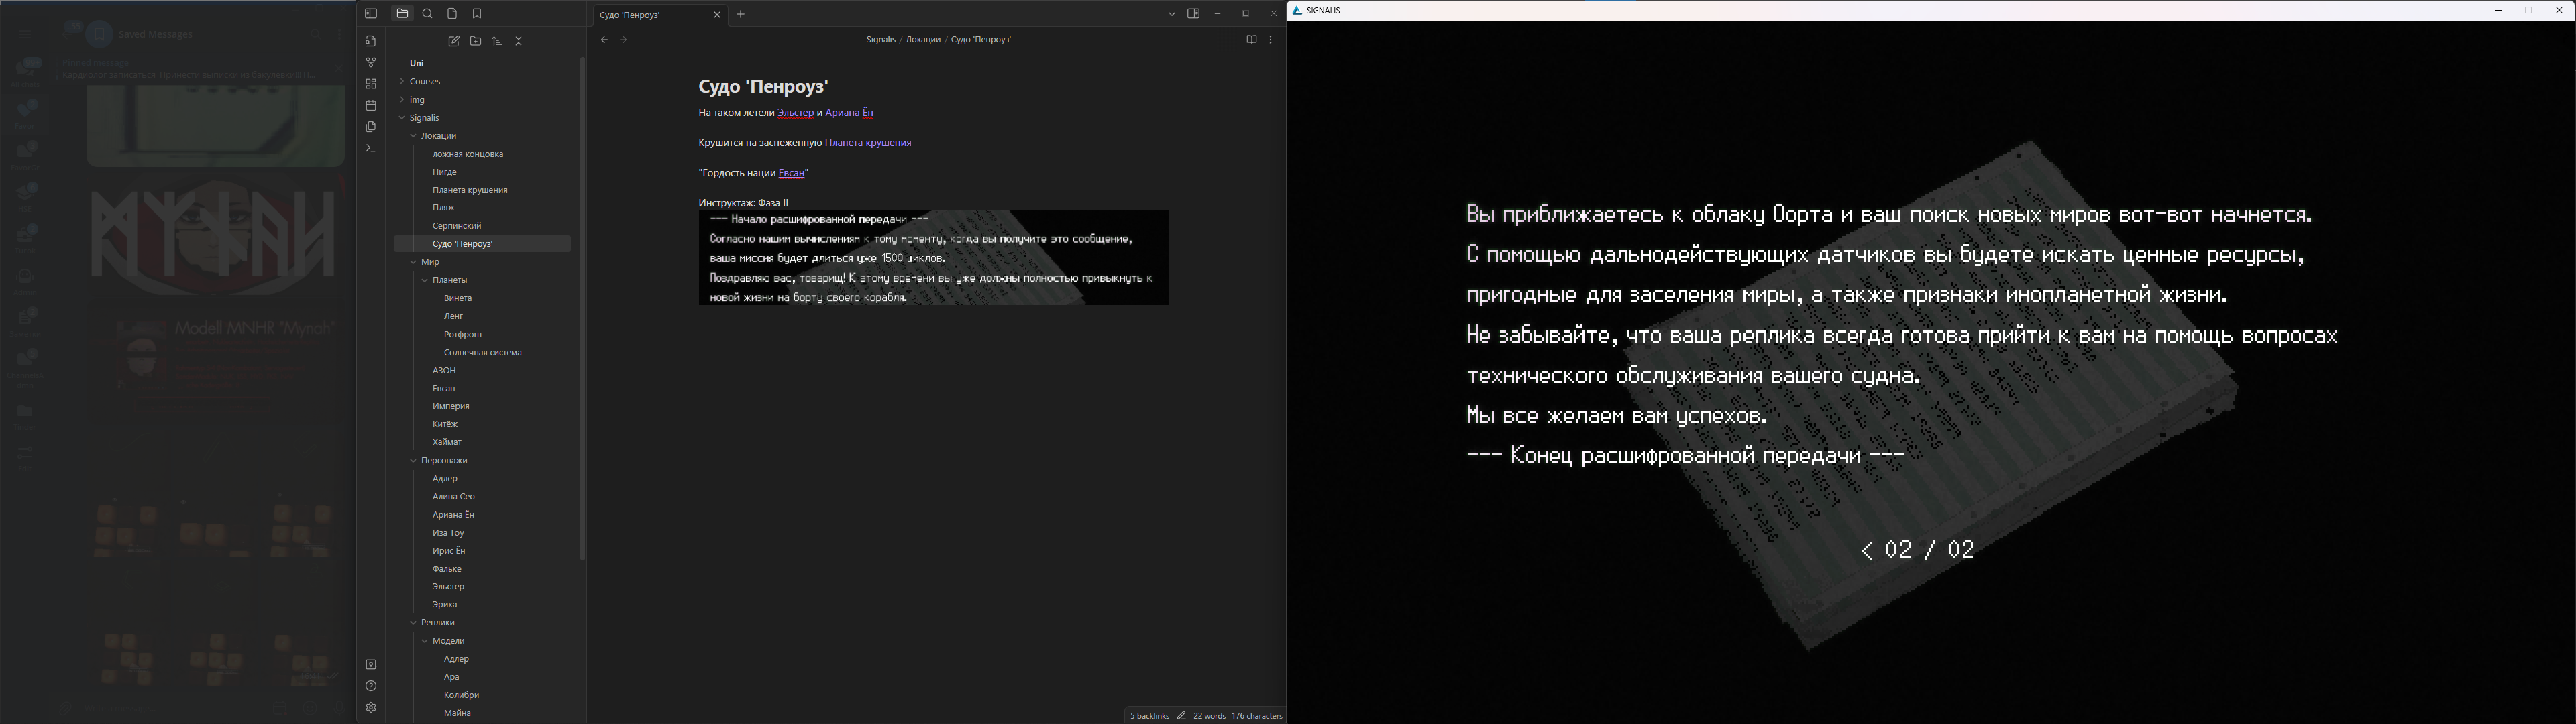 Saved Messages
Pinned message
Modell MNHR "Mynah"
Uni
Courses
img
Signalis
Локации
ложная концовка
Нигде
Планета крушения
Пляж
Серпинский
Судо 'Пенроуз'
Мир
Планеты
Винета
Ленг
Ротфронт
Солнечная система
АЗОН
Евсан
Империя
Китёж
Хаймат
Персонажи
Адлер
Алина Сео
Ариана Ён
Иза Тоу
Ирис Ён
Фальке
Эльстер
Эрика
Реплики
Модели
Адлер
Ара
Колибри
Майна
Судо 'Пенроуз'
Signalis / Локации / Судо 'Пенроуз'
Судо 'Пенроуз'
На таком летели Эльстер и Ариана Ён
Крушится на заснеженную Планета крушения
"Гордость нации Евсан"
Инструктаж: Фаза II
--- Начало расшифрованной передачи ---
Согласно нашим вычислениям к тому моменту, когда вы получите это сообщение,
ваша миссия будет длиться уже 1500 циклов.
Поздравляю вас, товарищ! К этому времени вы уже должны полностью привыкнуть к
новой жизни на борту своего корабля.
5 backlinks 22 words 176 characters
SIGNALIS
Вы приближаетесь к облаку Оорта и ваш поиск новых миров вот-вот начнется.
С помощью дальнодействующих датчиков вы будете искать ценные ресурсы,
пригодные для заселения миры, а также признаки инопланетной жизни.
Не забывайте, что ваша реплика всегда готова прийти к вам на помощь вопросах
технического обслуживания вашего судна.
Мы все желаем вам успехов.
--- Конец расшифрованной передачи ---
< 02 / 02